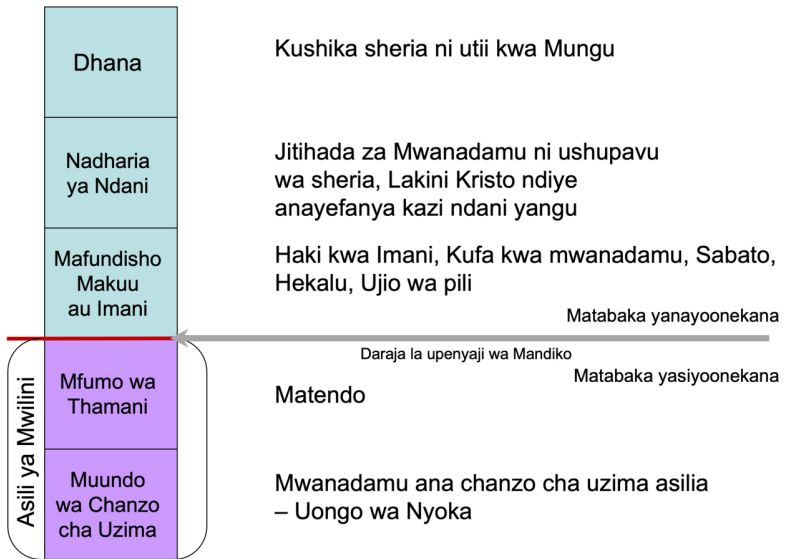 Dhana
Kushika sheria ni utii kwa Mungu
Nadharia
ya Ndani
Jitihada za Mwanadamu ni ushupavu
wa sheria, Lakini Kristo ndiye
anayefanya kazi ndani yangu
Mafundisho
Makuu
au Imani
Haki kwa Imani, Kufa kwa mwanadamu, Sabato,
Hekalu, Ujio wa pili
Matabaka yanayoonekana
Daraja la upenyaji wa Mandiko
Matabaka yasiyoonekana
Asili ya Mwilini
Mfumo wa
Thamani
Matendo
Muundo
wa Chanzo
cha Uzima
Mwanadamu ana chanzo cha uzima asilia
– Uongo wa Nyoka